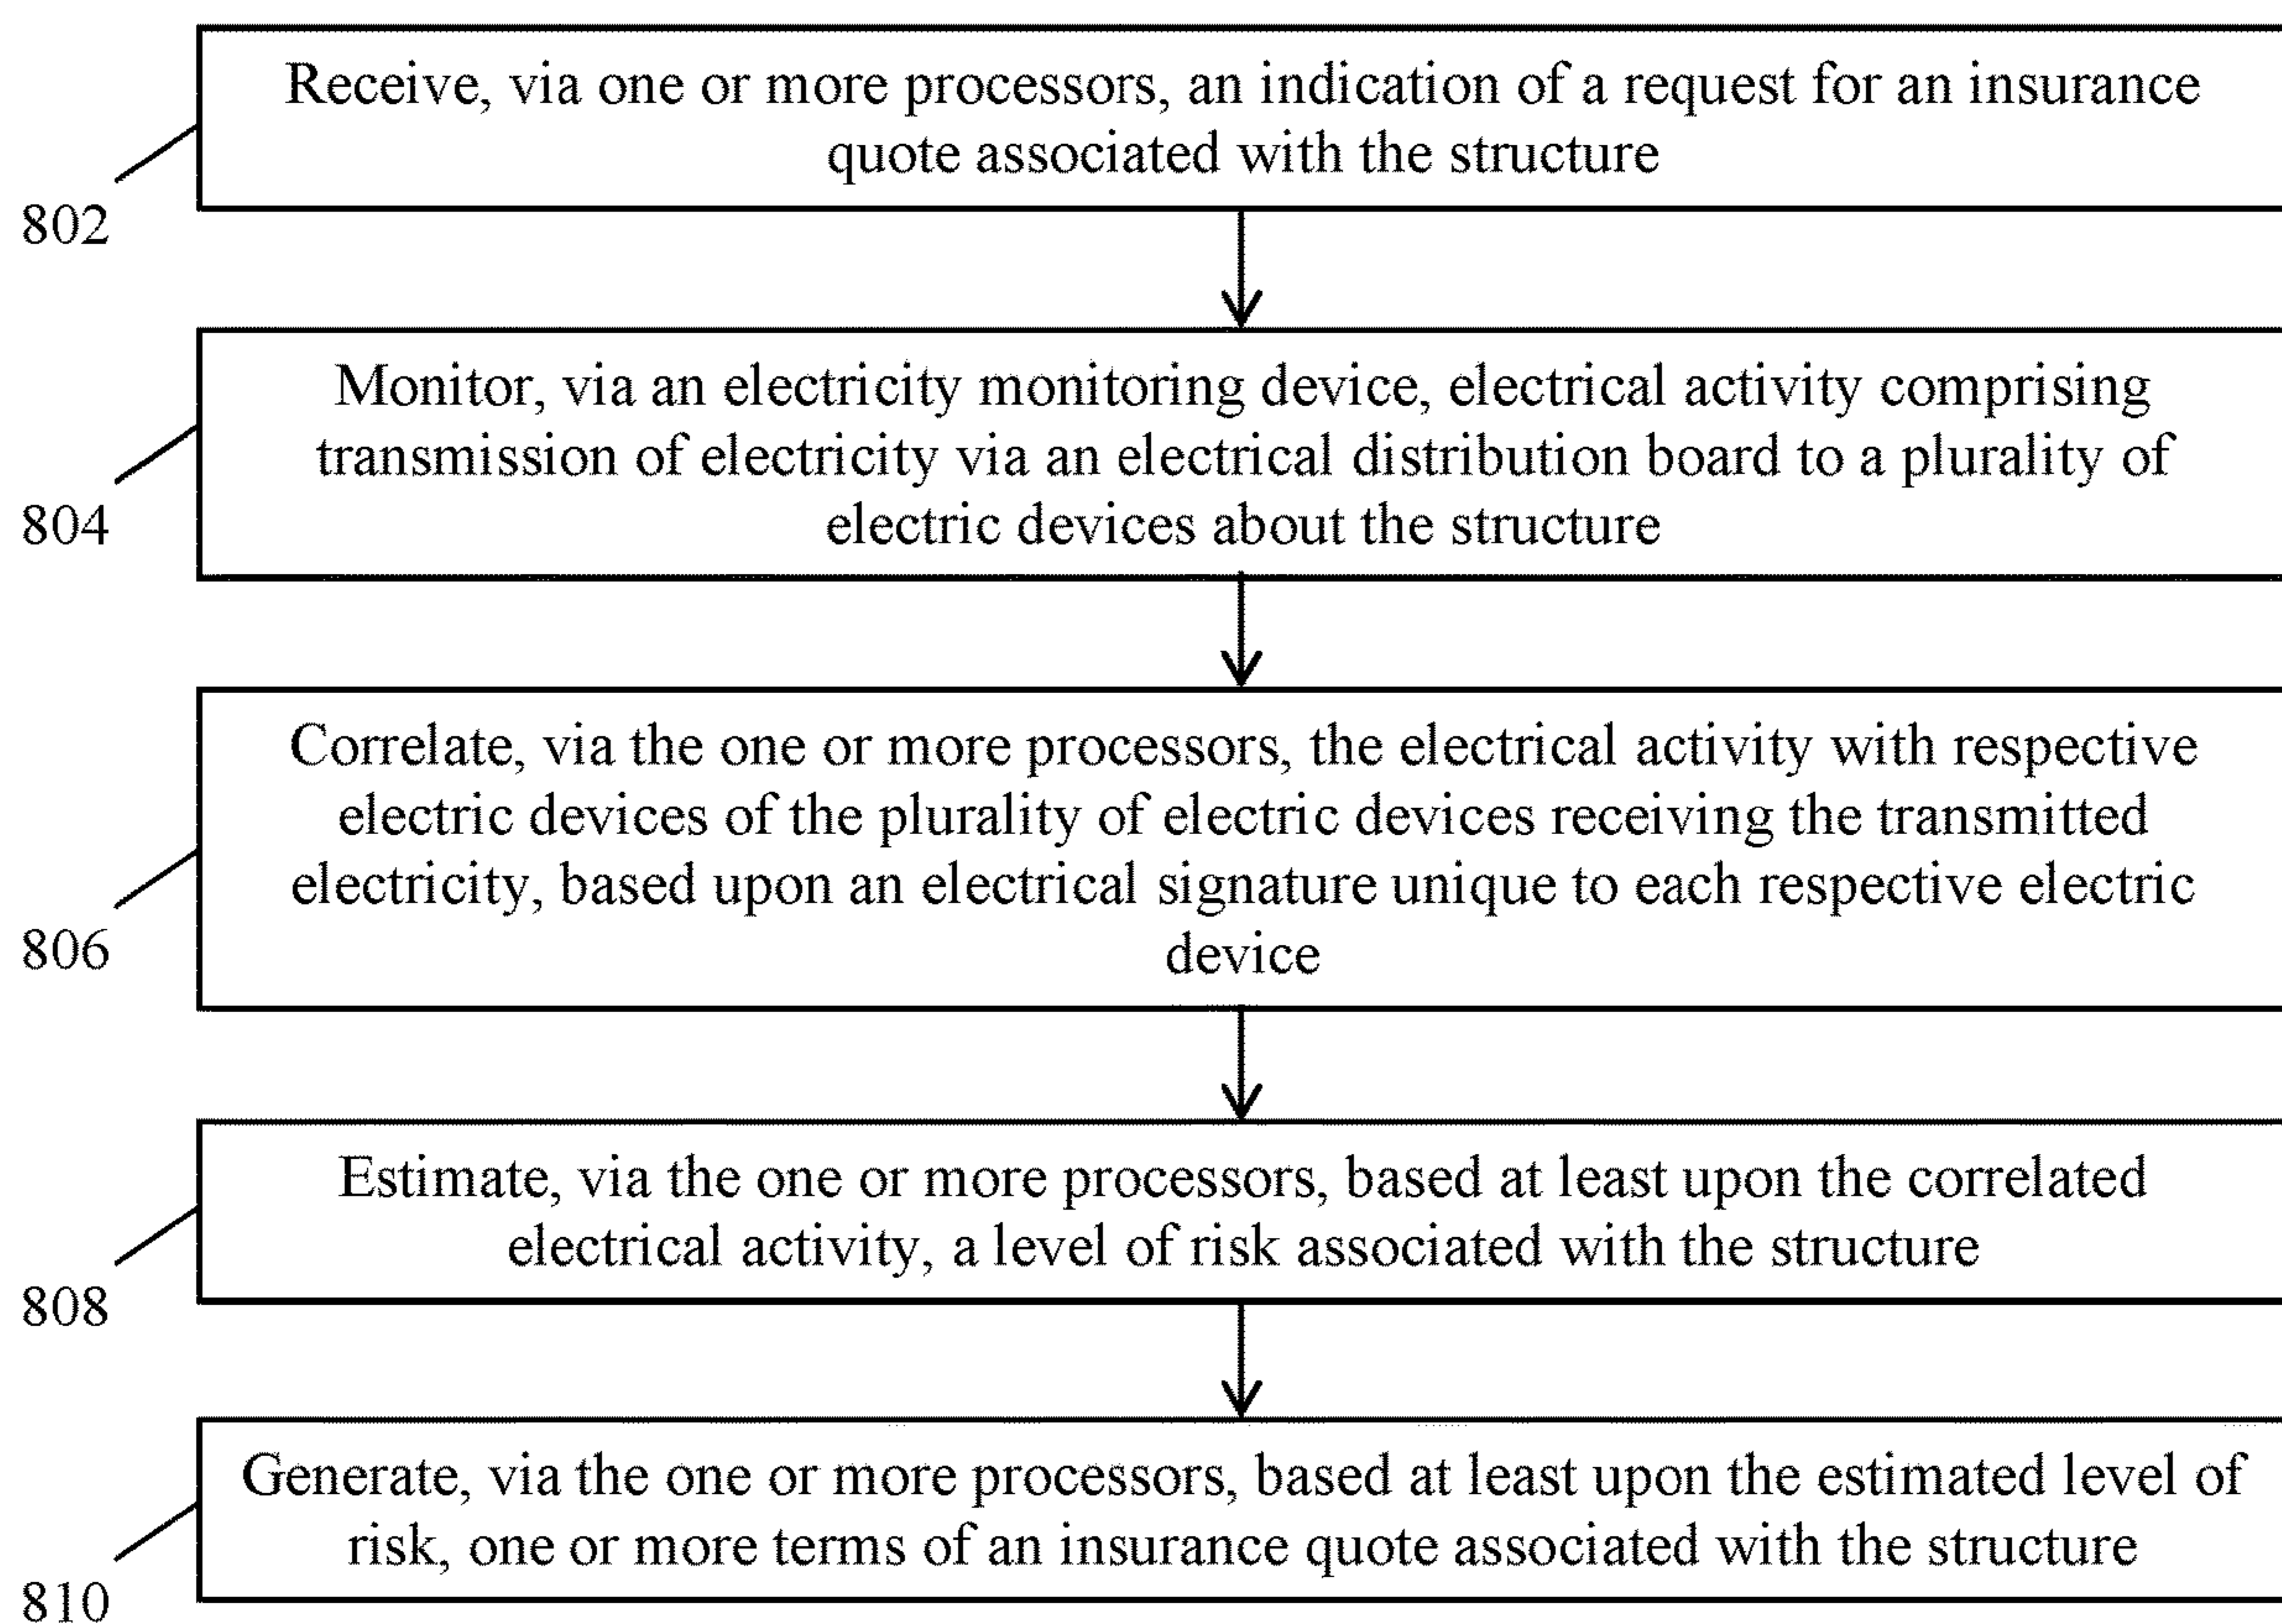 Receive, via one or more processors, an indication of a request for an insurance
quote associated with the structure
802
Monitor, via an electricity monitoring device, electrical activity comprising
transmission of electricity via an electrical distribution board to a plurality of
electric devices about the structure
804
Correlate, via the one or more processors, the electrical activity with respective
electric devices of the plurality of electric devices receiving the transmitted
electricity, based upon an electrical signature unique to each respective electric
device
806
Estimate, via the one or more processors, based at least upon the correlated
electrical activity, a level of risk associated with the structure
808
Generate, via the one or more processors, based at least upon the estimated level of
risk, one or more terms of an insurance quote associated with the structure
810